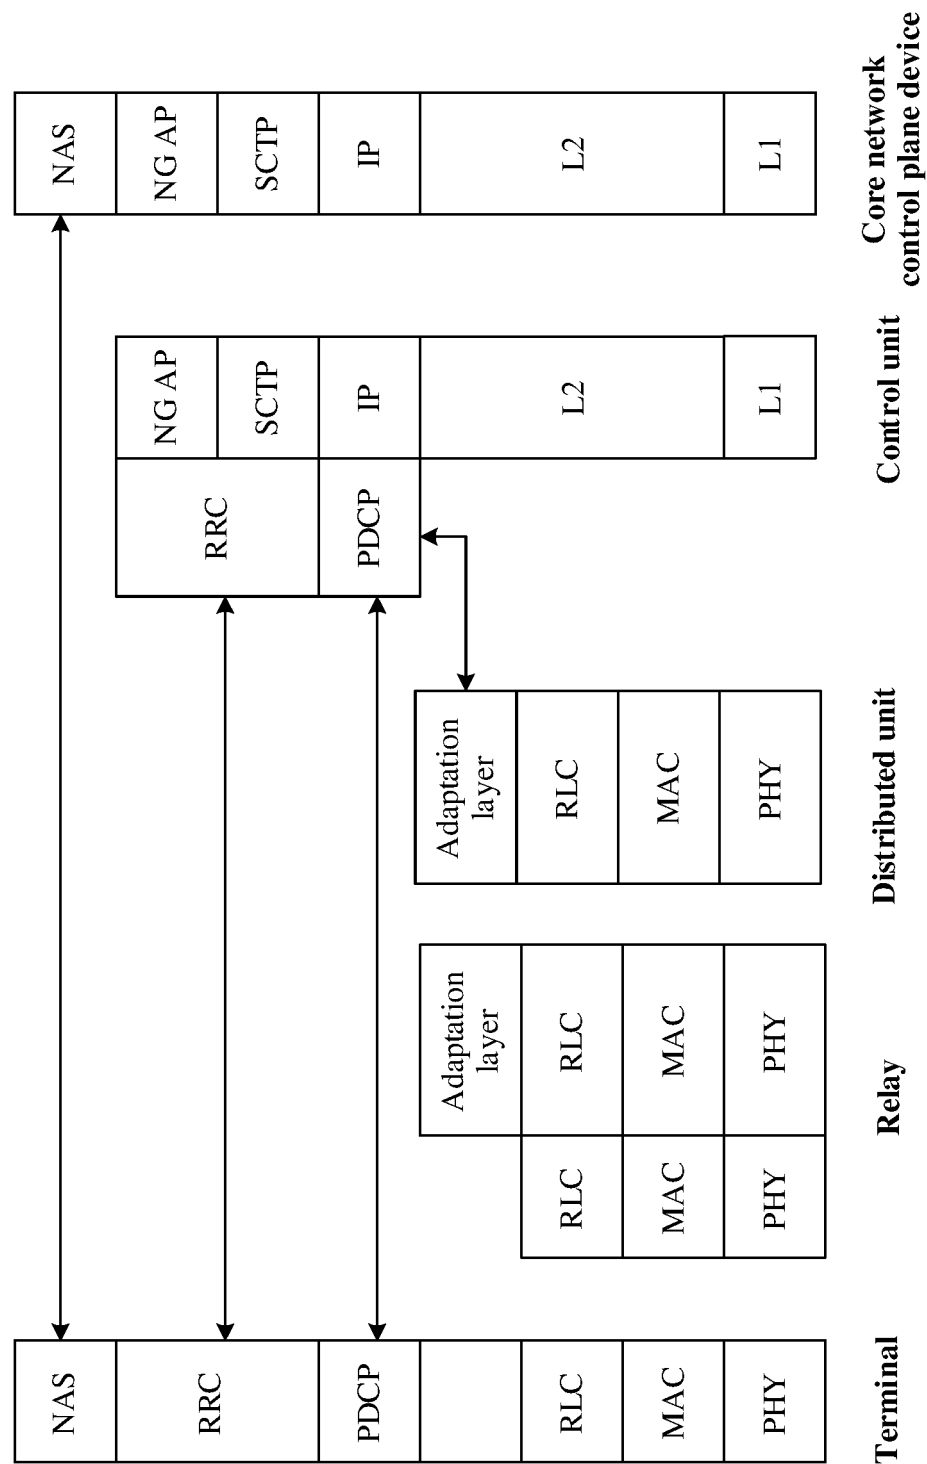 NAS
RRC
PDCP
RLC
MAC
PHY
Terminal
RLC
MAC
PHY
Adaptation
layer
RLC
MAC
PHY
Relay
Adaptation
layer
RLC
MAC
PHY
Distributed unit
RRC
PDCP
NG AP
SCTP
IP
L2
L1
Control unit
NAS
NG AP
SCTP
IP
L2
L1
Core network
control plane device